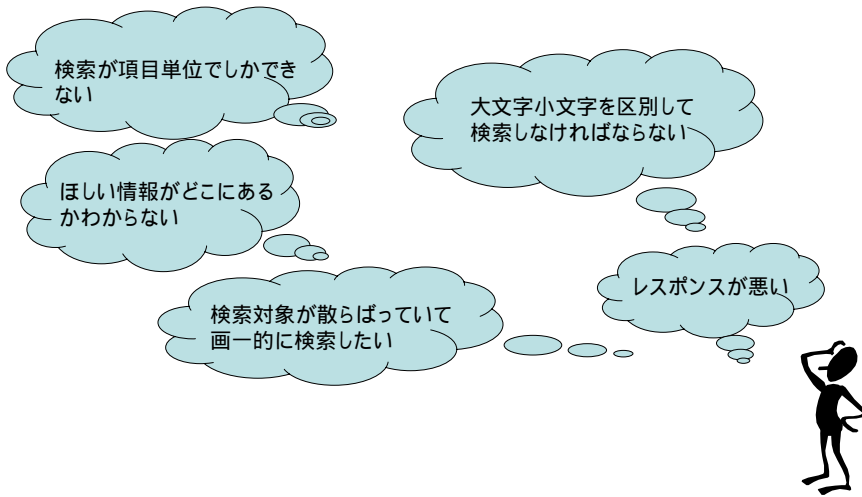 検索が項目単位でしかでき
ない
大文字小文字を区別して
検索しなければならない
ほしい情報がどこにある
かわからない
レスポンスが悪い
検索対象が散らばっていて
画一的に検索したい